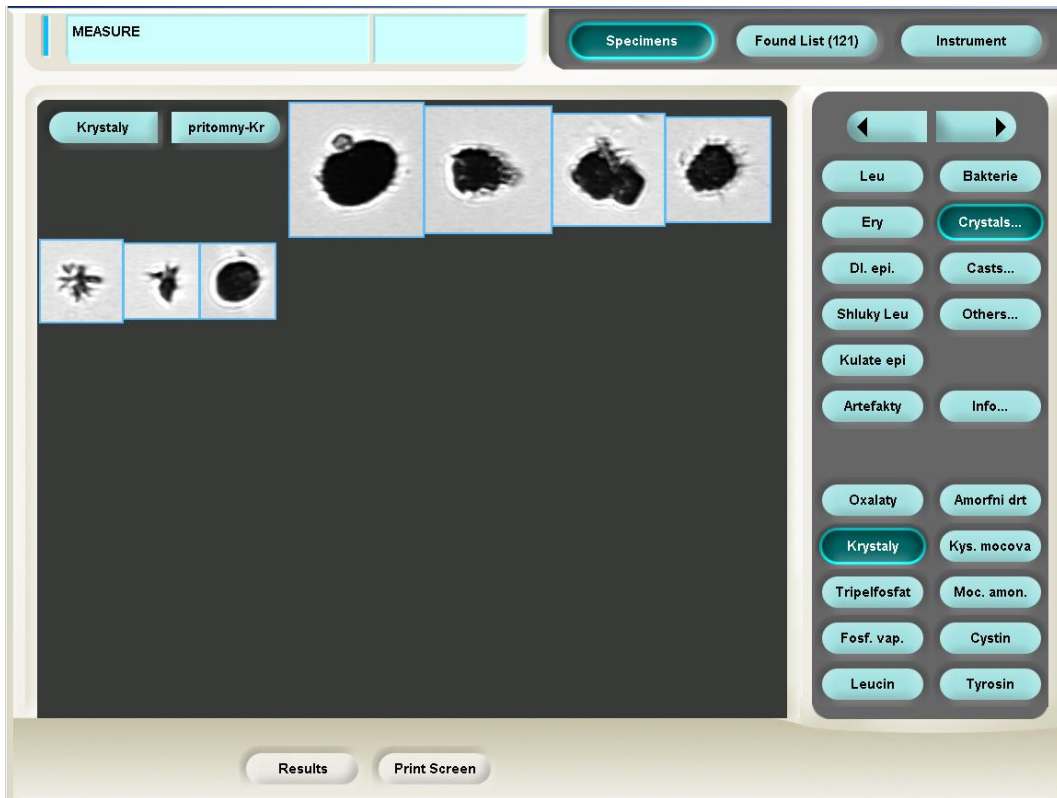 MEASURE
Specimens
Found List (121)
Instrument
Krystaly
pritomny-Kr
Leu
Bakterie
Ery
Crystals...
Dl. epi.
Casts...
Shluky Leu
Others...
Kulate epi
Artefakty
Info...
Oxalaty
Amorfni drt
Krystaly
Kys. mocova
Tripelfosfat
Moc. amon.
Fosf. vap.
Cystin
Leucin
Tyrosin
Results
Print Screen